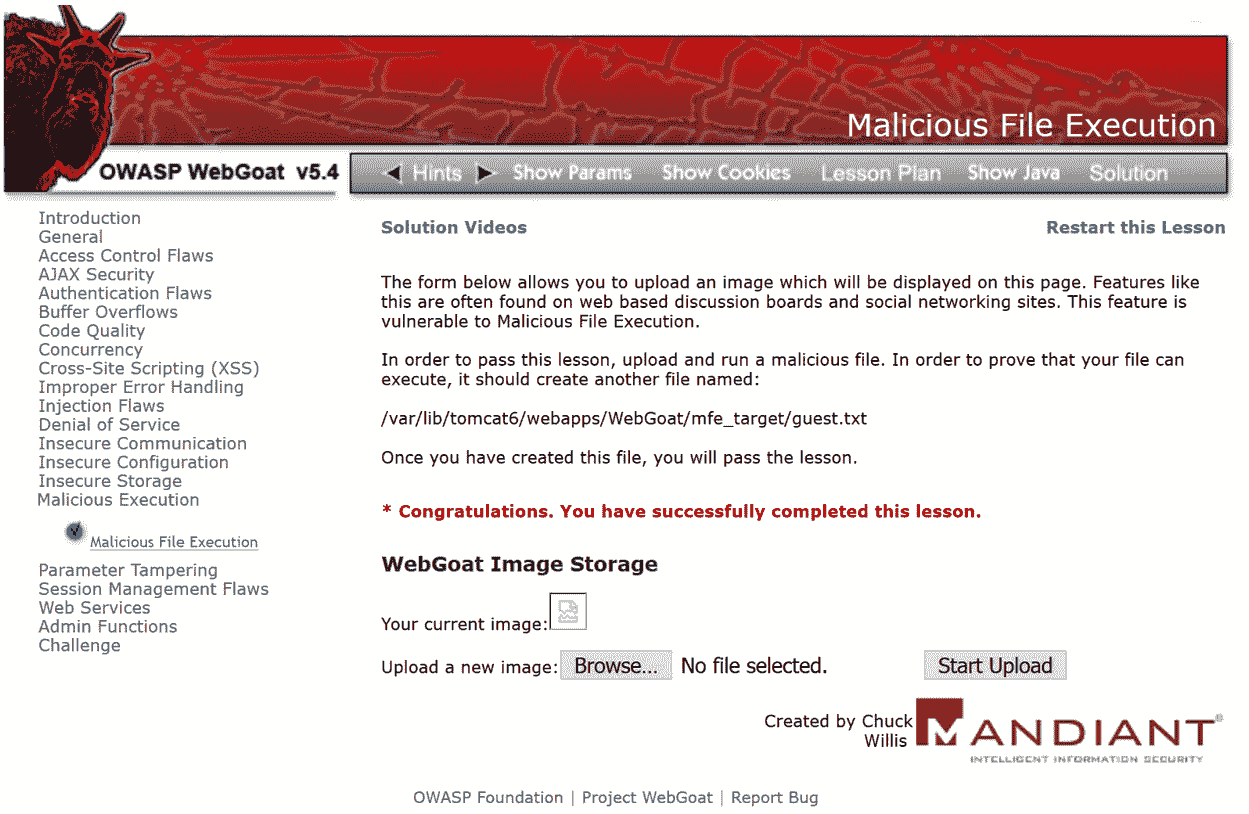 Malicious File Execution
OWASP WebGoat v5.4
Hints Show Params Show Cookies Lesson Plan Show Java Solution
Introduction
General
Access Control Flaws
AJAX Security
Authentication Flaws
Buffer Overflows
Code Quality
Concurrency
Cross-Site Scripting (XSS)
Improper Error Handling
Injection Flaws
Denial of Service
Insecure Communication
Insecure Configuration
Insecure Storage
Malicious Execution
Malicious File Execution
Parameter Tampering
Session Management Flaws
Web Services
Admin Functions
Challenge
Solution Videos Restart this Lesson
The form below allows you to upload an image which will be displayed on this page. Features like
this are often found on web based discussion boards and social networking sites. This feature is
vulnerable to Malicious File Execution.
In order to pass this lesson, upload and run a malicious file. In order to prove that your file can
execute, it should create another file named:
/var/lib/tomcat6/webapps/WebGoat/mfe_target/guest.txt
Once you have created this file, you will pass the lesson.
* Congratulations. You have successfully completed this lesson.
WebGoat Image Storage
Your current image:
Upload a new image: Browse... No file selected. Start Upload
Created by Chuck
Willis
MANDIANT®
INTELLIGENT INFORMATION SECURITY
OWASP Foundation | Project WebGoat | Report Bug